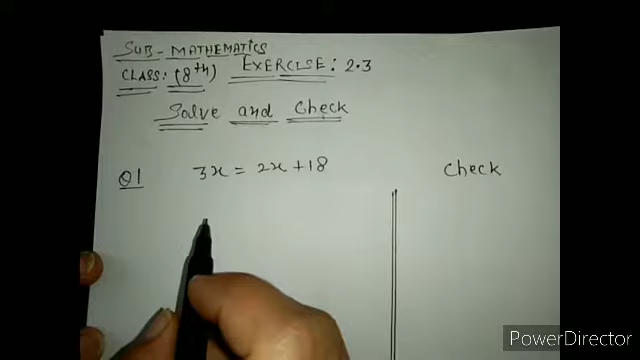 SUB - MATHEMATICS
CLASS: (8th) EXERCISE: 2.3
Solve and Check
Q1 3x = 2x + 18 Check
PowerDirector